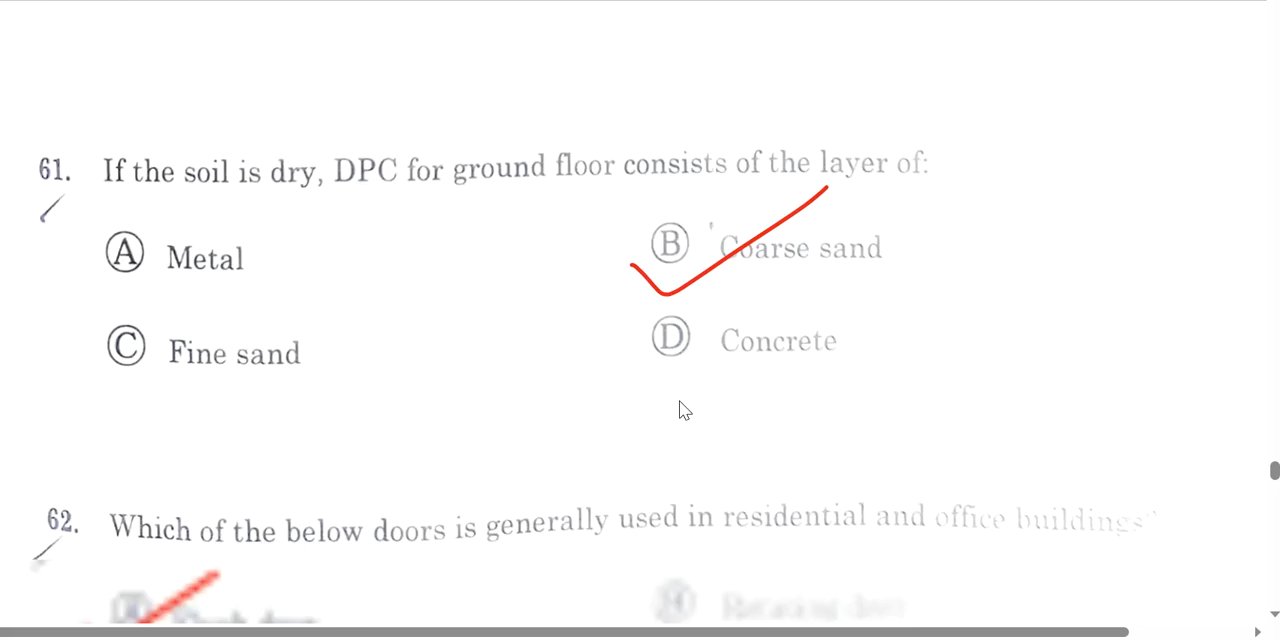 61. If the soil is dry, DPC for ground floor consists of the layer of:
Ⓐ Metal
Ⓑ Coarse sand
Ⓒ Fine sand
Ⓓ Concrete
62. Which of the below doors is generally used in residential and office buildings